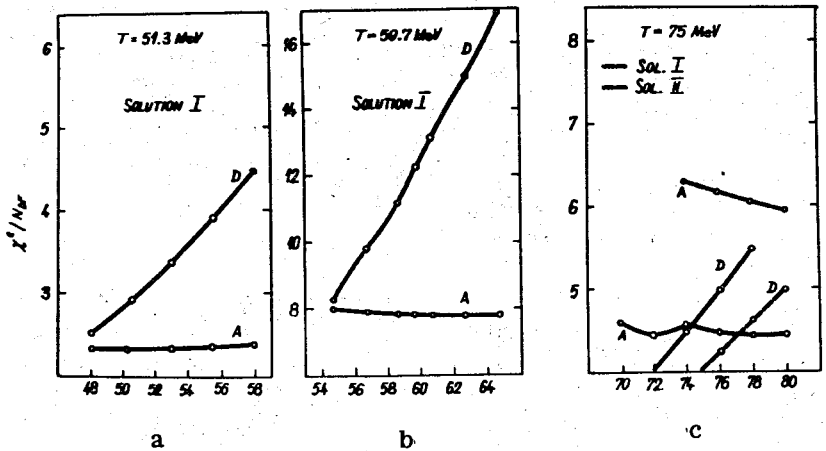 T = 51.3 MeV
SOLUTION I
D
A
6
5
4
3
48 50 52 54 56 58
a
T = 59.7 MeV
SOLUTION I
D
A
16
14
12
10
8
54 56 58 60 62 64
b
T = 75 MeV
SOL. I
SOL. II
A
D
D
A
8
7
6
5
70 72 74 76 78 80
c